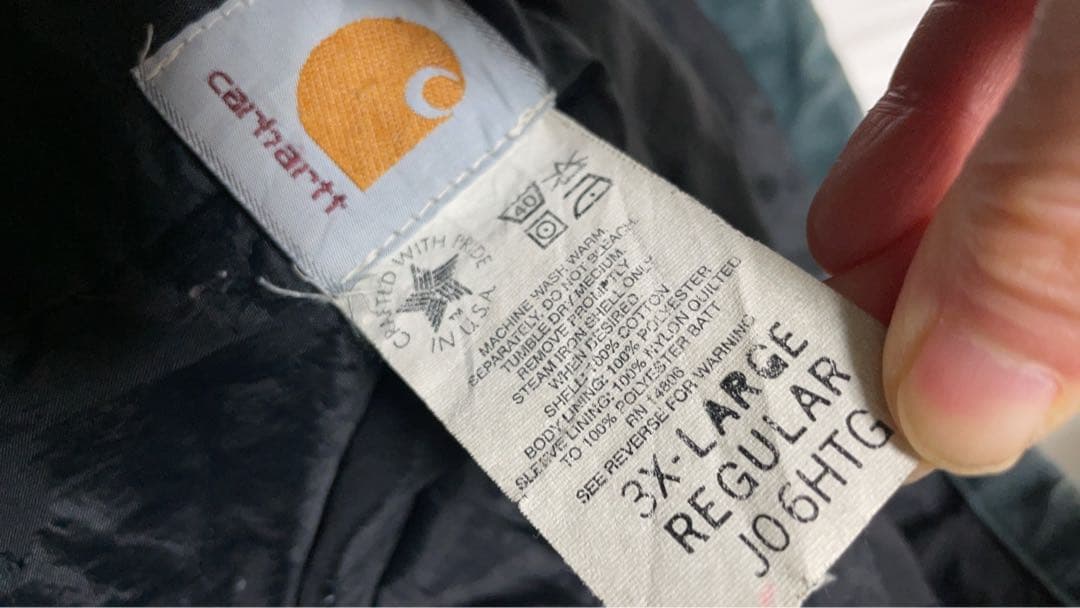 carhartt
CRAFTED WITH PRIDE
IN U.S.A.
TM
40
MACHINE WASH WARM.
SEPARATELY. DO NOT BLEACH.
TUMBLE DRY MEDIUM.
REMOVE PROMPTLY.
STEAM IRON SHELL ONLY
WHEN DESIRED.
SHELL: 100% COTTON
BODY LINING: 100% POLYESTER
SLEEVE LINING: 100% NYLON QUILTED
TO 100% POLYESTER BATT
RN 14806
SEE REVERSE FOR WARNING
3X-LARGE
REGULAR
J06HTG